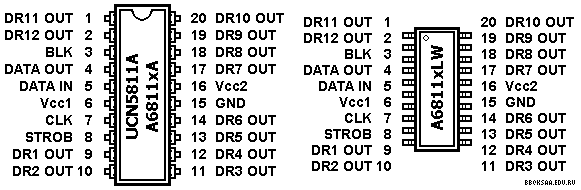 DR11 OUT 1
DR12 OUT 2
BLK 3
DATA OUT 4
DATA IN 5
Vcc1 6
CLK 7
STROB 8
DR1 OUT 9
DR2 OUT 10
UCN5811A
A6811xA
20 DR10 OUT
19 DR9 OUT
18 DR8 OUT
17 DR7 OUT
16 Vcc2
15 GND
14 DR6 OUT
13 DR5 OUT
12 DR4 OUT
11 DR3 OUT
DR11 OUT 1
DR12 OUT 2
BLK 3
DATA OUT 4
DATA IN 5
Vcc1 6
CLK 7
STROB 8
DR1 OUT 9
DR2 OUT 10
A6811xLW
20 DR10 OUT
19 DR9 OUT
18 DR8 OUT
17 DR7 OUT
16 Vcc2
15 GND
14 DR6 OUT
13 DR5 OUT
12 DR4 OUT
11 DR3 OUT